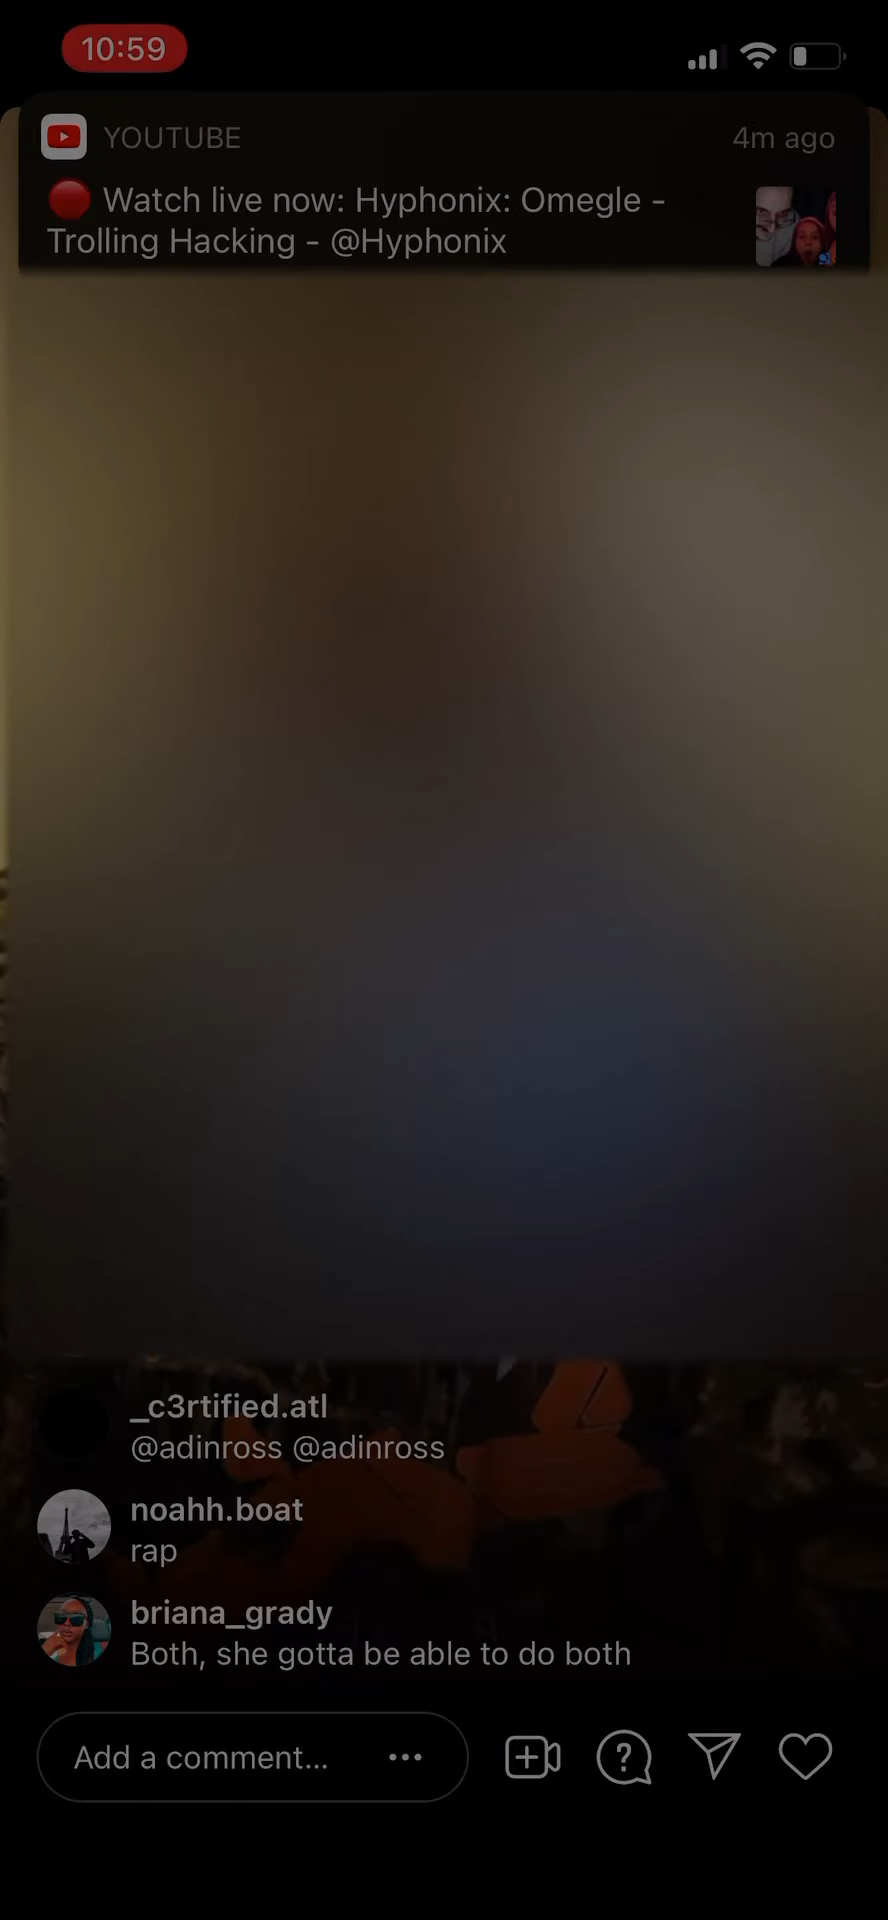 10:59
YOUTUBE
4m ago
🔴 Watch live now: Hyphonix: Omegle -
Trolling Hacking - @Hyphonix
_c3rtified.atl
@adinross @adinross
noahh.boat
rap
briana_grady
Both, she gotta be able to do both
Add a comment...